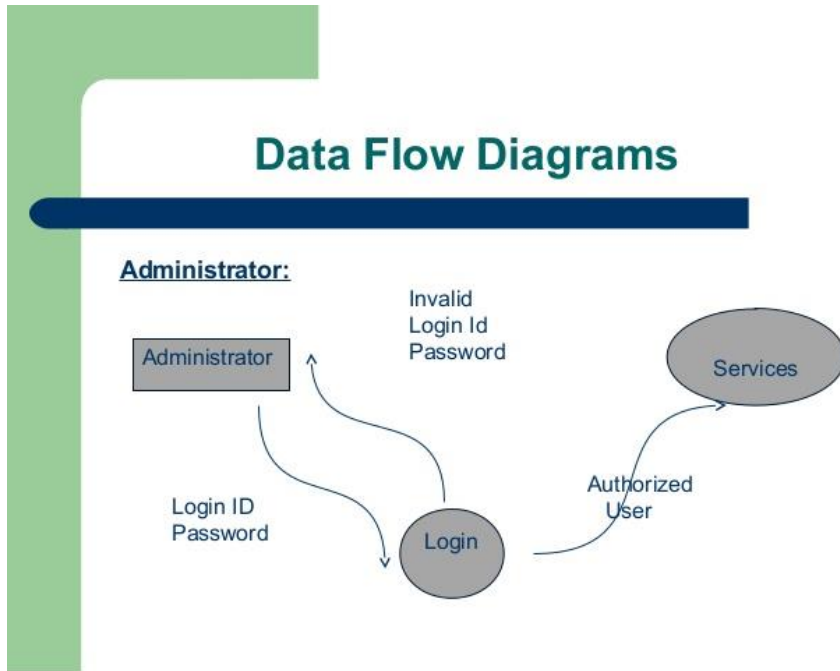 Data Flow Diagrams
Administrator:
Invalid
Login Id
Password
Administrator
Services
Login ID
Password
Authorized
User
Login